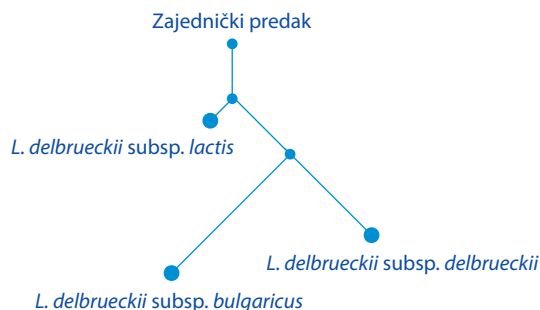 Zajednički predak
L. delbrueckii subsp. lactis
L. delbrueckii subsp. delbrueckii
L. delbrueckii subsp. bulgaricus